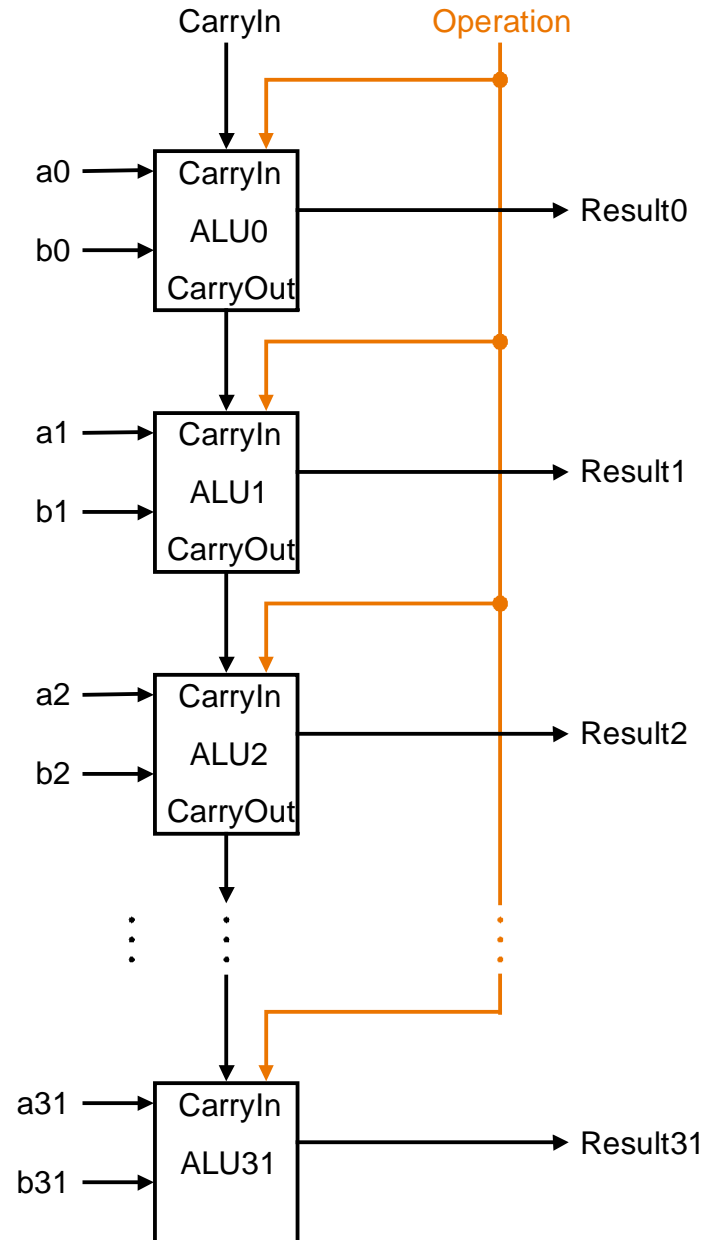 CarryIn Operation
a0 CarryIn
ALU0 Result0
b0
CarryOut
a1 CarryIn
ALU1 Result1
b1
CarryOut
a2 CarryIn
ALU2 Result2
b2
CarryOut
a31 CarryIn
ALU31 Result31
b31